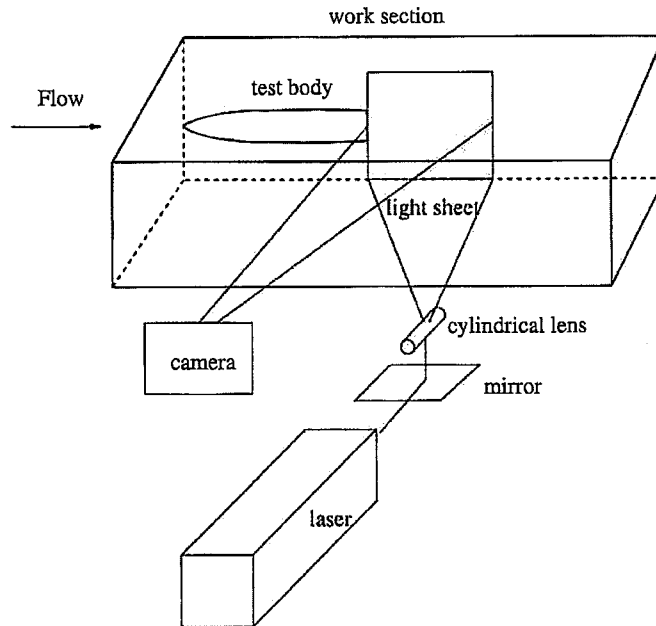 work section
Flow
test body
light sheet
cylindrical lens
camera
mirror
laser